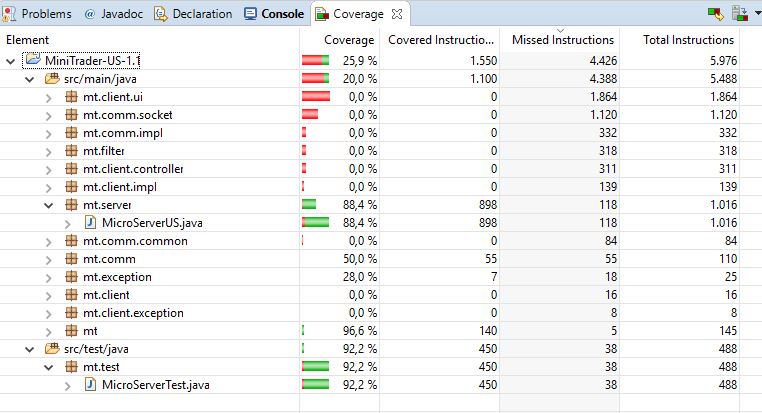 Problems @ Javadoc Declaration Console Coverage
Element Coverage Covered Instructio... Missed Instructions Total Instructions
MiniTrader-US-1.1 25,9 % 1.550 4.426 5.976
src/main/java 20,0 % 1.100 4.388 5.488
mt.client.ui 0,0 % 0 1.864 1.864
mt.comm.socket 0,0 % 0 1.120 1.120
mt.comm.impl 0,0 % 0 332 332
mt.filter 0,0 % 0 318 318
mt.client.controller 0,0 % 0 311 311
mt.client.impl 0,0 % 0 139 139
mt.server 88,4 % 898 118 1.016
MicroServerUS.java 88,4 % 898 118 1.016
mt.comm.common 0,0 % 0 84 84
mt.comm 50,0 % 55 55 110
mt.exception 28,0 % 7 18 25
mt.client 0,0 % 0 16 16
mt.client.exception 0,0 % 0 8 8
mt 96,6 % 140 5 145
src/test/java 92,2 % 450 38 488
mt.test 92,2 % 450 38 488
MicroServerTest.java 92,2 % 450 38 488